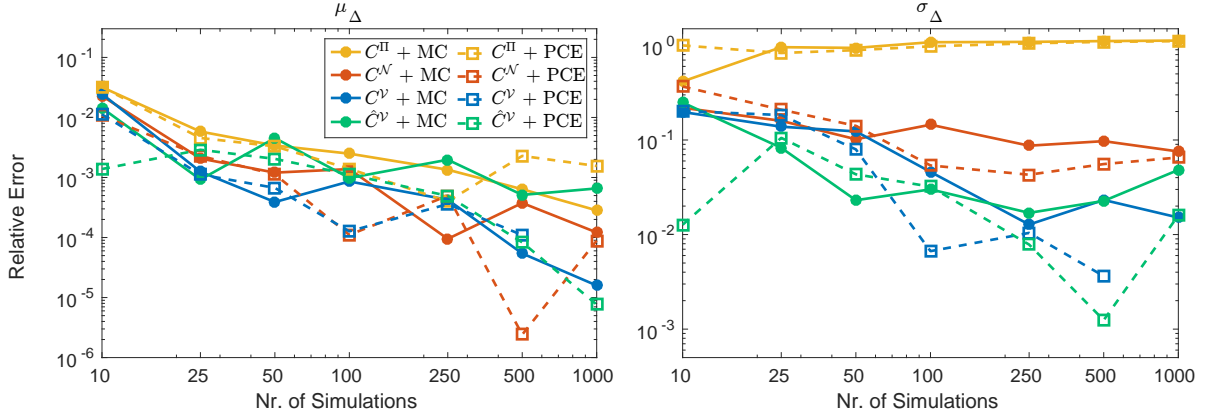 μ_Δ
σ_Δ
Relative Error
10^-1
10^-2
10^-3
10^-4
10^-5
10^-6
C^Π + MC
C^𝒩 + MC
C^𝒱 + MC
Ĉ^𝒱 + MC
C^Π + PCE
C^𝒩 + PCE
C^𝒱 + PCE
Ĉ^𝒱 + PCE
10 25 50 100 250 500 1000
Nr. of Simulations
10^0
10^-1
10^-2
10^-3
10 25 50 100 250 500 1000
Nr. of Simulations